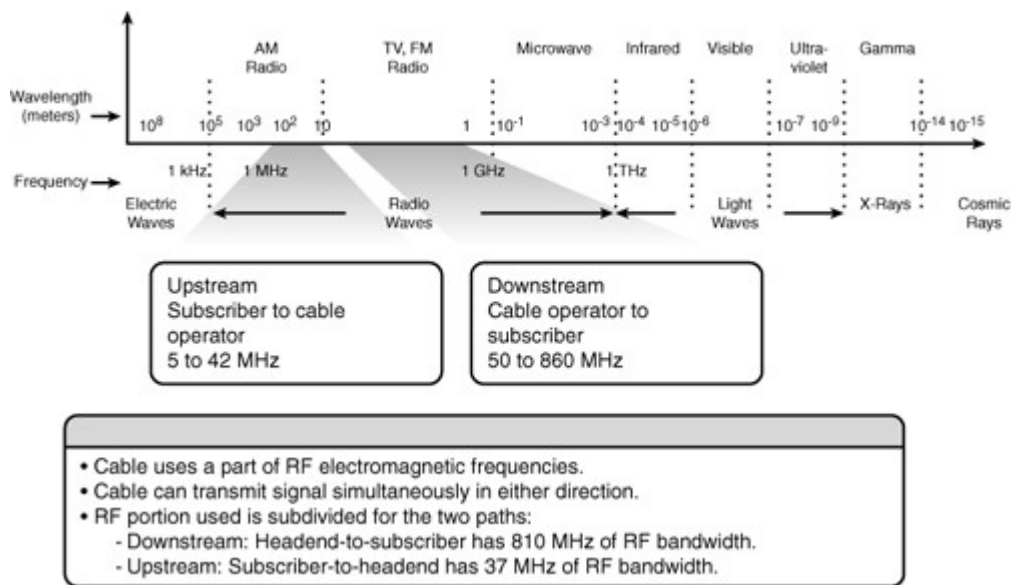 AM
Radio
TV, FM
Radio
Microwave
Infrared
Visible
Ultra-
violet
Gamma
Wavelength
(meters)
10⁸ 10⁵ 10³ 10² 10 1 10⁻¹ 10⁻³ 10⁻⁴ 10⁻⁵ 10⁻⁶ 10⁻⁷ 10⁻⁹ 10⁻¹⁴ 10⁻¹⁵
Frequency
1 kHz 1 MHz 1 GHz 1 THz
Electric
Waves
Radio
Waves
Light
Waves
X-Rays
Cosmic
Rays
Upstream
Subscriber to cable
operator
5 to 42 MHz
Downstream
Cable operator to
subscriber
50 to 860 MHz
• Cable uses a part of RF electromagnetic frequencies.
• Cable can transmit signal simultaneously in either direction.
• RF portion used is subdivided for the two paths:
- Downstream: Headend-to-subscriber has 810 MHz of RF bandwidth.
- Upstream: Subscriber-to-headend has 37 MHz of RF bandwidth.